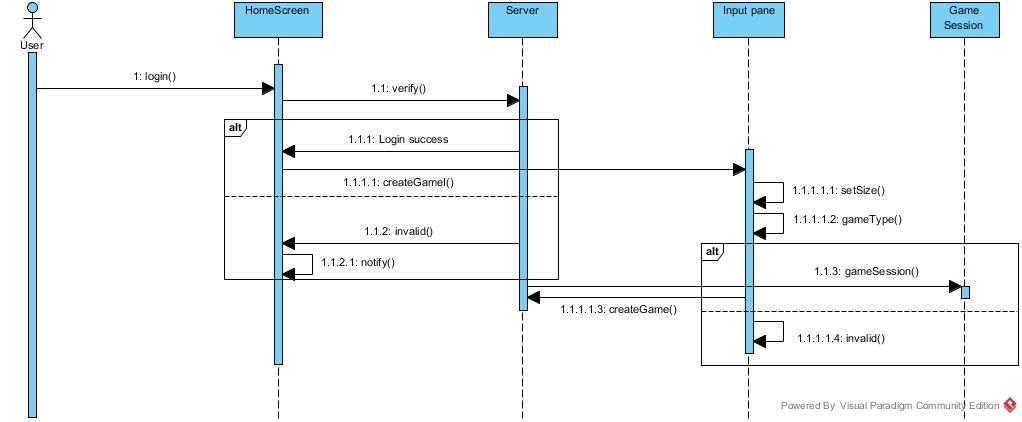 HomeScreen
Server
Input pane
Game
Session
User
1: login()
1.1: verify()
alt
1.1.1: Login success
1.1.1.1: createGameI()
1.1.1.1.1: setSize()
1.1.1.1.2: gameType()
1.1.2: invalid()
alt
1.1.2.1: notify()
1.1.3: gameSession()
1.1.1.1.3: createGame()
1.1.1.1.4: invalid()
Powered By Visual Paradigm Community Edition